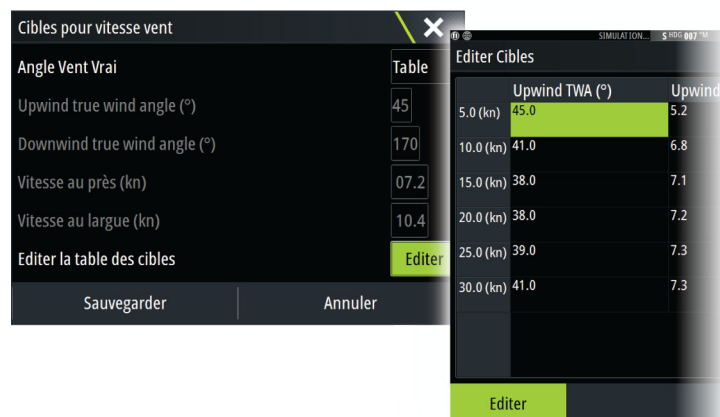 Cibles pour vitesse vent
Angle Vent Vrai Table
Upwind true wind angle (°) 45
Downwind true wind angle (°) 170
Vitesse au près (kn) 07.2
Vitesse au largue (kn) 10.4
Editer la table des cibles Editer
Sauvegarder Annuler
SIMULATION... S HDG 007 °M
Editer Cibles
Upwind TWA (°) Upwind
5.0 (kn) 45.0 5.2
10.0 (kn) 41.0 6.8
15.0 (kn) 38.0 7.1
20.0 (kn) 38.0 7.2
25.0 (kn) 39.0 7.3
30.0 (kn) 41.0 7.3
Editer